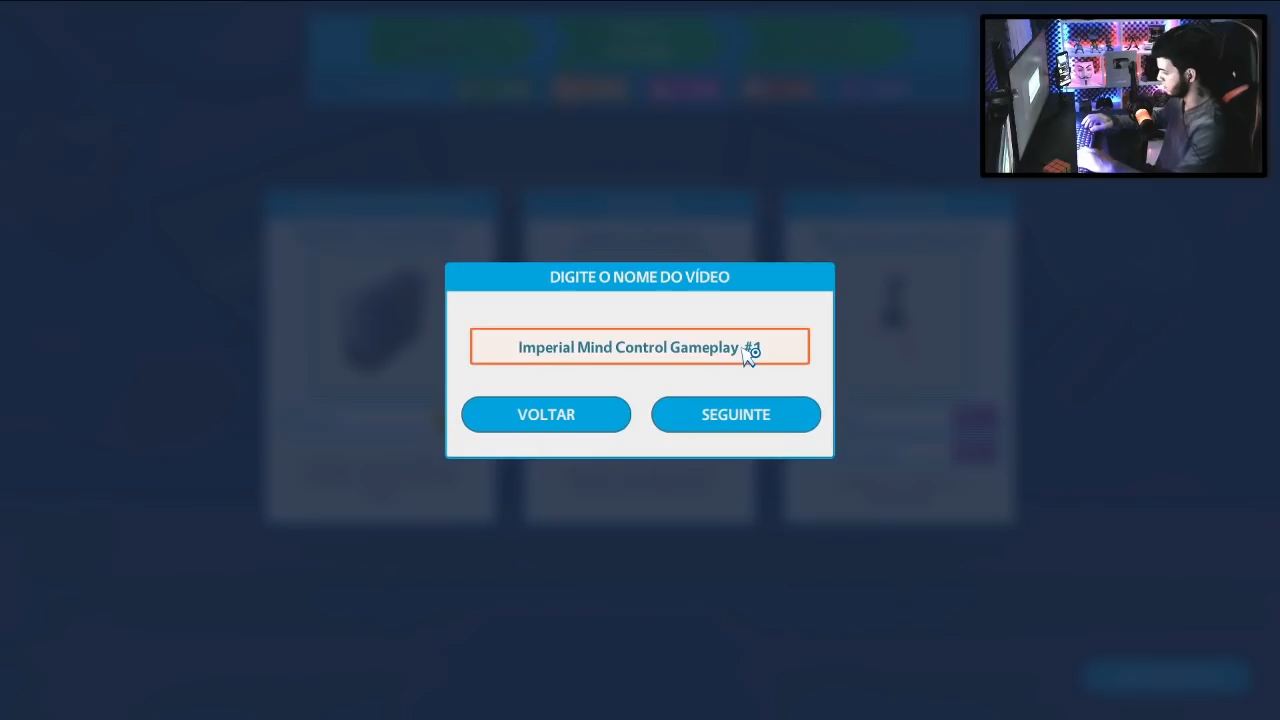 DIGITE O NOME DO VÍDEO
Imperial Mind Control Gameplay #1
VOLTAR
SEGUINTE